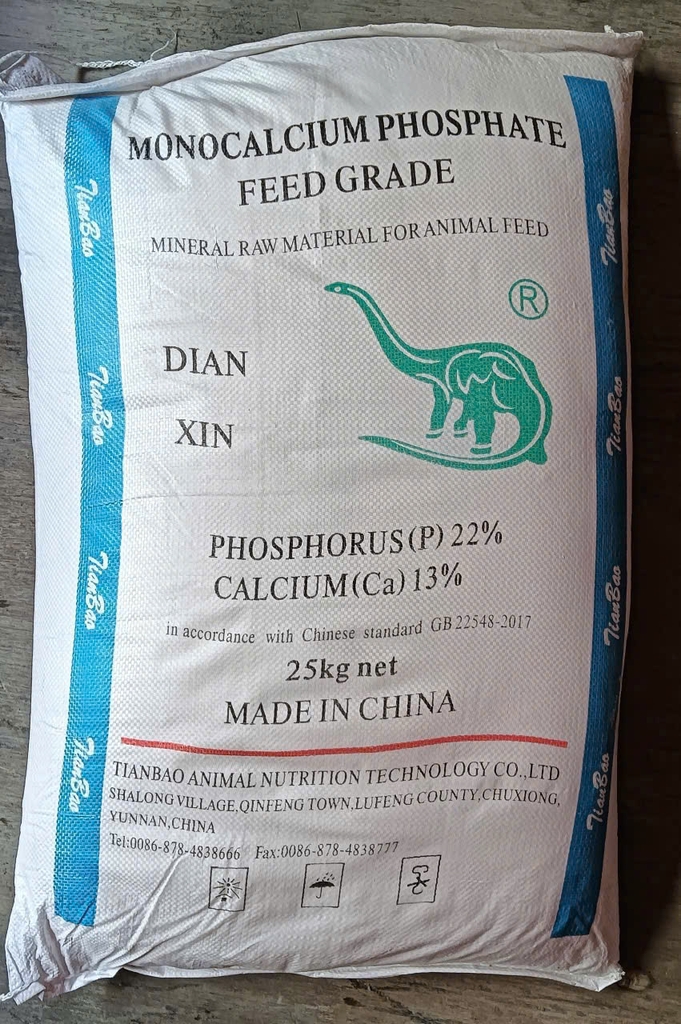 MONOCALCIUM PHOSPHATE
FEED GRADE
MINERAL RAW MATERIAL FOR ANIMAL FEED
®
DIAN
XIN
PHOSPHORUS(P) 22%
CALCIUM(Ca) 13%
in accordance with Chinese standard GB 22548-2017
25kg net
MADE IN CHINA
TIANBAO ANIMAL NUTRITION TECHNOLOGY CO.,LTD
SHALONG VILLAGE,QINFENG TOWN,LUFENG COUNTY,CHUXIONG,
YUNNAN,CHINA
Tel:0086-878-4838666 Fax:0086-878-4838777
TianBao
TianBao
TianBao
TianBao
TianBao
TianBao
TianBao
TianBao